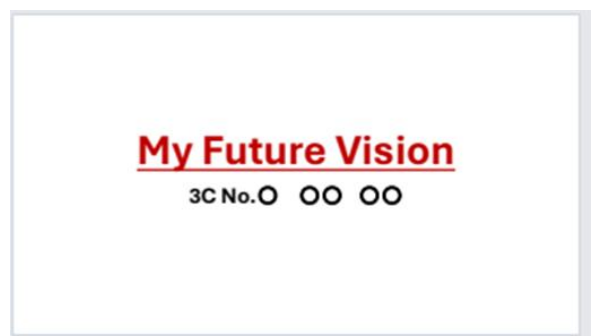 My Future Vision
3C No.○ ○○ ○○